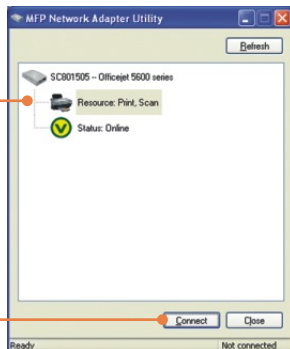 MFP Network Adapter Utility
Refresh
SC801505 – Officejet 5600 series
Resource: Print, Scan
Status: Online
Connect
Close
Ready
Not connected